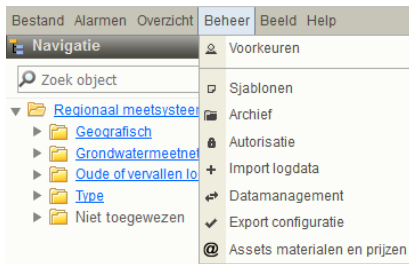 Bestand Alarmen Overzicht Beheer Beeld Help
Navigatie
Zoek object
Regionaal meetsysteer
Geografisch
Grondwatermeetnet
Oude of vervallen lo
Type
Niet toegewezen
Voorkeuren
Sjablonen
Archief
Autorisatie
Import logdata
Datamanagement
Export configuratie
Assets materialen en prijzen